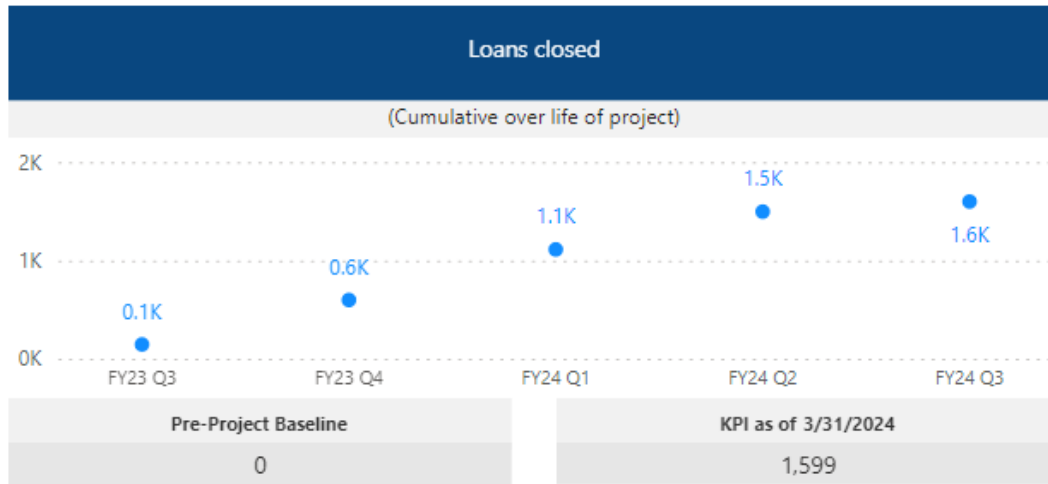 Loans closed
(Cumulative over life of project)
2K
1.5K
1.1K
1.6K
1K
0.6K
0.1K
0K
FY23 Q3 FY23 Q4 FY24 Q1 FY24 Q2 FY24 Q3
Pre-Project Baseline KPI as of 3/31/2024
0 1,599